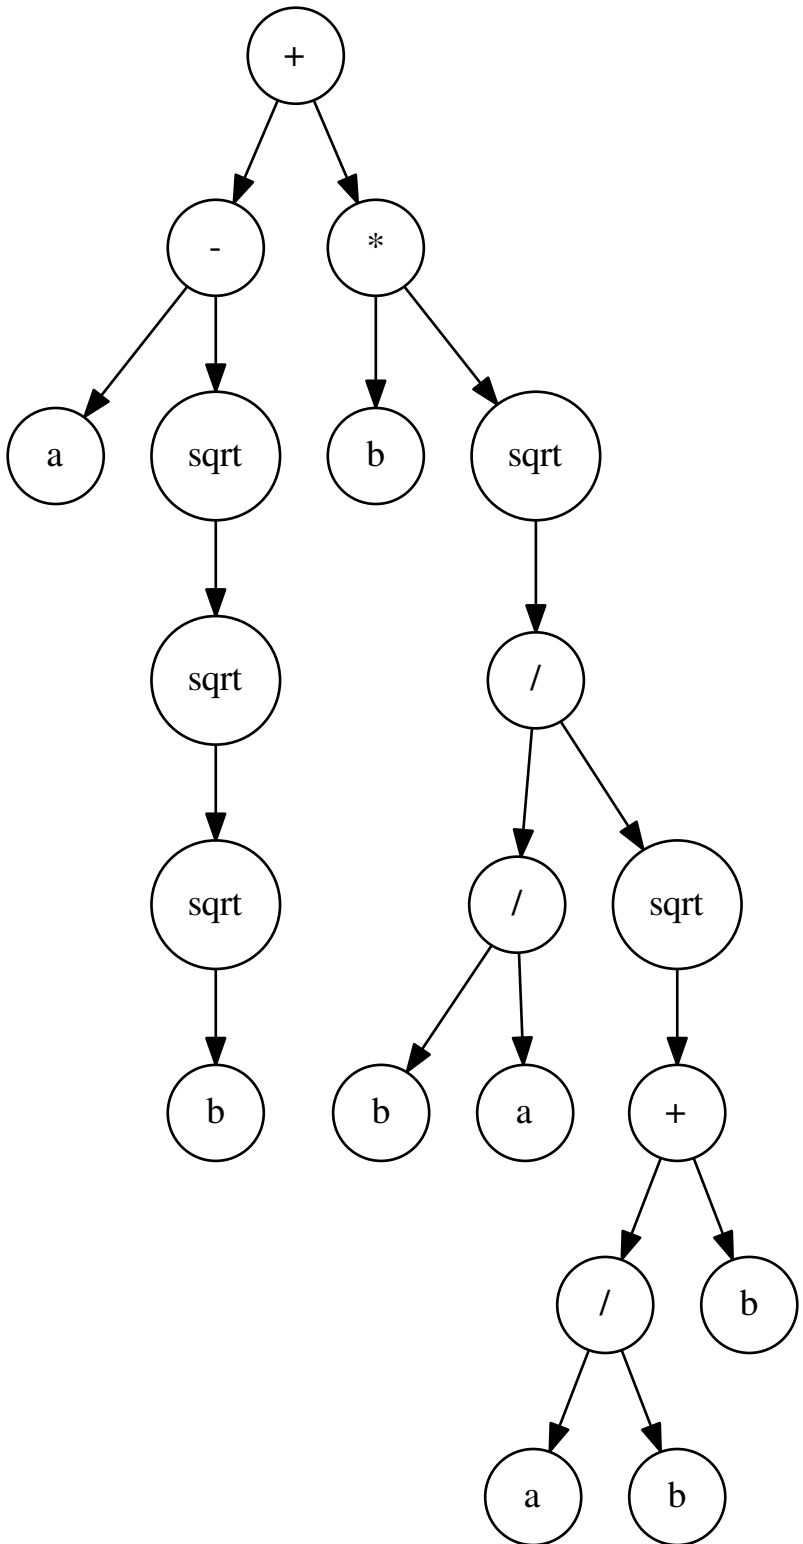 +
- *
a sqrt b sqrt
sqrt /
sqrt / sqrt
b b a +
/ b
a b